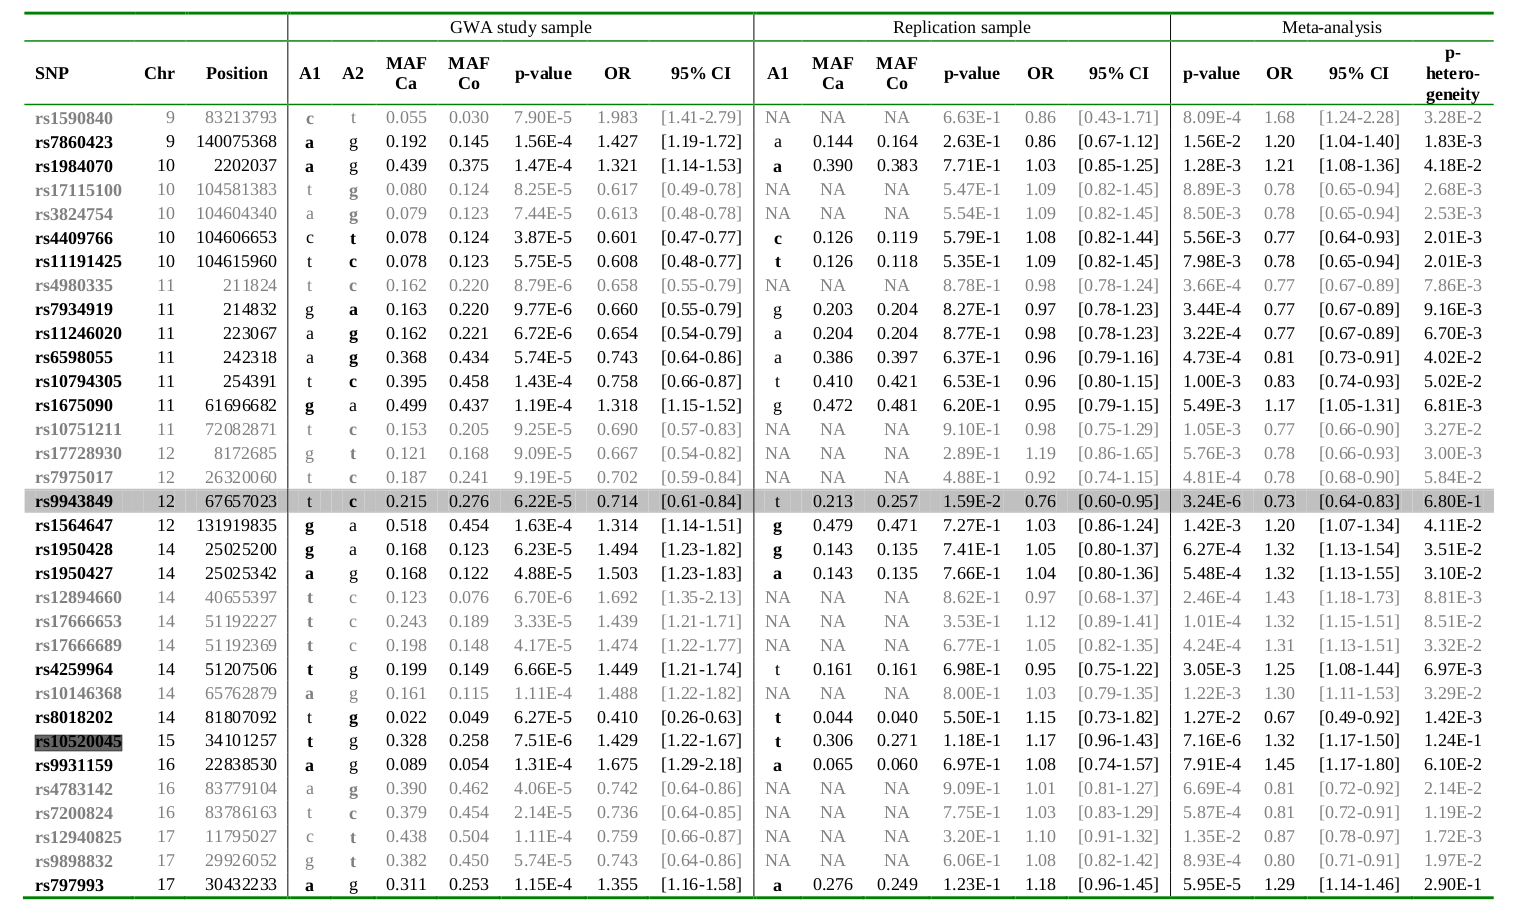 GWA study sample Replication sample Meta-analysis
SNP Chr Position A1 A2 MAF Ca MAF Co p-value OR 95% CI A1 MAF Ca MAF Co p-value OR 95% CI p-value OR 95% CI p-hetero-geneity
rs1590840 9 83213793 c t 0.055 0.030 7.90E-5 1.983 [1.41-2.79] NA NA NA 6.63E-1 0.86 [0.43-1.71] 8.09E-4 1.68 [1.24-2.28] 3.28E-2
rs7860423 9 140075368 a g 0.192 0.145 1.56E-4 1.427 [1.19-1.72] a 0.144 0.164 2.63E-1 0.86 [0.67-1.12] 1.56E-2 1.20 [1.04-1.40] 1.83E-3
rs1984070 10 2202037 a g 0.439 0.375 1.47E-4 1.321 [1.14-1.53] a 0.390 0.383 7.71E-1 1.03 [0.85-1.25] 1.28E-3 1.21 [1.08-1.36] 4.18E-2
rs17115100 10 104581383 t g 0.080 0.124 8.25E-5 0.617 [0.49-0.78] NA NA NA 5.47E-1 1.09 [0.82-1.45] 8.89E-3 0.78 [0.65-0.94] 2.68E-3
rs3824754 10 104604340 a g 0.079 0.123 7.44E-5 0.613 [0.48-0.78] NA NA NA 5.54E-1 1.09 [0.82-1.45] 8.50E-3 0.78 [0.65-0.94] 2.53E-3
rs4409766 10 104606653 c t 0.078 0.124 3.87E-5 0.601 [0.47-0.77] c 0.126 0.119 5.79E-1 1.08 [0.82-1.44] 5.56E-3 0.77 [0.64-0.93] 2.01E-3
rs11191425 10 104615960 t c 0.078 0.123 5.75E-5 0.608 [0.48-0.77] t 0.126 0.118 5.35E-1 1.09 [0.82-1.45] 7.98E-3 0.78 [0.65-0.94] 2.01E-3
rs4980335 11 211824 t c 0.162 0.220 8.79E-6 0.658 [0.55-0.79] NA NA NA 8.78E-1 0.98 [0.78-1.24] 3.66E-4 0.77 [0.67-0.89] 7.86E-3
rs7934919 11 214832 g a 0.163 0.220 9.77E-6 0.660 [0.55-0.79] g 0.203 0.204 8.27E-1 0.97 [0.78-1.23] 3.44E-4 0.77 [0.67-0.89] 9.16E-3
rs11246020 11 223067 a g 0.162 0.221 6.72E-6 0.654 [0.54-0.79] a 0.204 0.204 8.77E-1 0.98 [0.78-1.23] 3.22E-4 0.77 [0.67-0.89] 6.70E-3
rs6598055 11 242318 a g 0.368 0.434 5.74E-5 0.743 [0.64-0.86] a 0.386 0.397 6.37E-1 0.96 [0.79-1.16] 4.73E-4 0.81 [0.73-0.91] 4.02E-2
rs10794305 11 254391 t c 0.395 0.458 1.43E-4 0.758 [0.66-0.87] t 0.410 0.421 6.53E-1 0.96 [0.80-1.15] 1.00E-3 0.83 [0.74-0.93] 5.02E-2
rs1675090 11 61696682 g a 0.499 0.437 1.19E-4 1.318 [1.15-1.52] g 0.472 0.481 6.20E-1 0.95 [0.79-1.15] 5.49E-3 1.17 [1.05-1.31] 6.81E-3
rs10751211 11 72082871 t c 0.153 0.205 9.25E-5 0.690 [0.57-0.83] NA NA NA 9.10E-1 0.98 [0.75-1.29] 1.05E-3 0.77 [0.66-0.90] 3.27E-2
rs17728930 12 8172685 g t 0.121 0.168 9.09E-5 0.667 [0.54-0.82] NA NA NA 2.89E-1 1.19 [0.86-1.65] 5.76E-3 0.78 [0.66-0.93] 3.00E-3
rs7975017 12 26320060 t c 0.187 0.241 9.19E-5 0.702 [0.59-0.84] NA NA NA 4.88E-1 0.92 [0.74-1.15] 4.81E-4 0.78 [0.68-0.90] 5.84E-2
rs9943849 12 67657023 t c 0.215 0.276 6.22E-5 0.714 [0.61-0.84] t 0.213 0.257 1.59E-2 0.76 [0.60-0.95] 3.24E-6 0.73 [0.64-0.83] 6.80E-1
rs1564647 12 131919835 g a 0.518 0.454 1.63E-4 1.314 [1.14-1.51] g 0.479 0.471 7.27E-1 1.03 [0.86-1.24] 1.42E-3 1.20 [1.07-1.34] 4.11E-2
rs1950428 14 25025200 g a 0.168 0.123 6.23E-5 1.494 [1.23-1.82] g 0.143 0.135 7.41E-1 1.05 [0.80-1.37] 6.27E-4 1.32 [1.13-1.54] 3.51E-2
rs1950427 14 25025342 a g 0.168 0.122 4.88E-5 1.503 [1.23-1.83] a 0.143 0.135 7.66E-1 1.04 [0.80-1.36] 5.48E-4 1.32 [1.13-1.55] 3.10E-2
rs12894660 14 40655397 t c 0.123 0.076 6.70E-6 1.692 [1.35-2.13] NA NA NA 8.62E-1 0.97 [0.68-1.37] 2.46E-4 1.43 [1.18-1.73] 8.81E-3
rs17666653 14 51192227 t c 0.243 0.189 3.33E-5 1.439 [1.21-1.71] NA NA NA 3.53E-1 1.12 [0.89-1.41] 1.01E-4 1.32 [1.15-1.51] 8.51E-2
rs17666689 14 51192369 t c 0.198 0.148 4.17E-5 1.474 [1.22-1.77] NA NA NA 6.77E-1 1.05 [0.82-1.35] 4.24E-4 1.31 [1.13-1.51] 3.32E-2
rs4259964 14 51207506 t g 0.199 0.149 6.66E-5 1.449 [1.21-1.74] t 0.161 0.161 6.98E-1 0.95 [0.75-1.22] 3.05E-3 1.25 [1.08-1.44] 6.97E-3
rs10146368 14 65762879 a g 0.161 0.115 1.11E-4 1.488 [1.22-1.82] NA NA NA 8.00E-1 1.03 [0.79-1.35] 1.22E-3 1.30 [1.11-1.53] 3.29E-2
rs8018202 14 81807092 t g 0.022 0.049 6.27E-5 0.410 [0.26-0.63] t 0.044 0.040 5.50E-1 1.15 [0.73-1.82] 1.27E-2 0.67 [0.49-0.92] 1.42E-3
rs10520045 15 34101257 t g 0.328 0.258 7.51E-6 1.429 [1.22-1.67] t 0.306 0.271 1.18E-1 1.17 [0.96-1.43] 7.16E-6 1.32 [1.17-1.50] 1.24E-1
rs9931159 16 22838530 a g 0.089 0.054 1.31E-4 1.675 [1.29-2.18] a 0.065 0.060 6.97E-1 1.08 [0.74-1.57] 7.91E-4 1.45 [1.17-1.80] 6.10E-2
rs4783142 16 83779104 a g 0.390 0.462 4.06E-5 0.742 [0.64-0.86] NA NA NA 9.09E-1 1.01 [0.81-1.27] 6.69E-4 0.81 [0.72-0.92] 2.14E-2
rs7200824 16 83786163 t c 0.379 0.454 2.14E-5 0.736 [0.64-0.85] NA NA NA 7.75E-1 1.03 [0.83-1.29] 5.87E-4 0.81 [0.72-0.91] 1.19E-2
rs12940825 17 11795027 c t 0.438 0.504 1.11E-4 0.759 [0.66-0.87] NA NA NA 3.20E-1 1.10 [0.91-1.32] 1.35E-2 0.87 [0.78-0.97] 1.72E-3
rs9898832 17 29926052 g t 0.382 0.450 5.74E-5 0.743 [0.64-0.86] NA NA NA 6.06E-1 1.08 [0.82-1.42] 8.93E-4 0.80 [0.71-0.91] 1.97E-2
rs797993 17 30432233 a g 0.311 0.253 1.15E-4 1.355 [1.16-1.58] a 0.276 0.249 1.23E-1 1.18 [0.96-1.45] 5.95E-5 1.29 [1.14-1.46] 2.90E-1